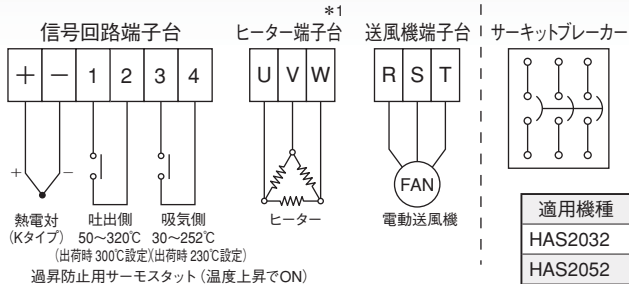 *1
信号回路端子台 ヒーター端子台 送風機端子台 サーキットブレーカー
+ - 1 2 3 4 U V W R S T
+ -
FAN
熱電対 吐出側 吸気側 ヒーター 電動送風機
(Kタイプ) 50〜320℃ 30〜252℃
(出荷時 300℃設定)(出荷時 230℃設定)
過昇防止用サーモスタット (温度上昇でON)
適用機種
HAS2032
HAS2052